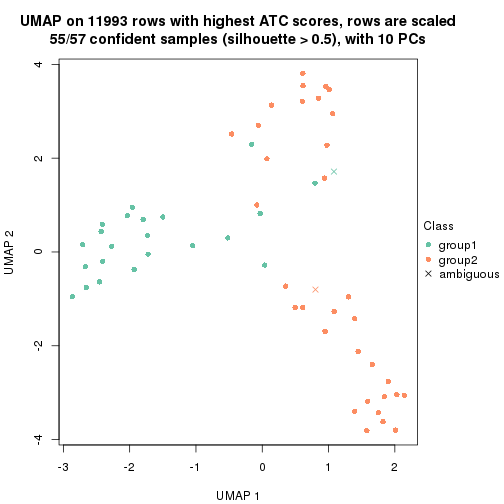 UMAP on 11993 rows with highest ATC scores, rows are scaled
55/57 confident samples (silhouette > 0.5), with 10 PCs
4
2
0
-2
-4
UMAP 2
-3
-2
-1
0
1
2
UMAP 1
Class
group1
group2
ambiguous